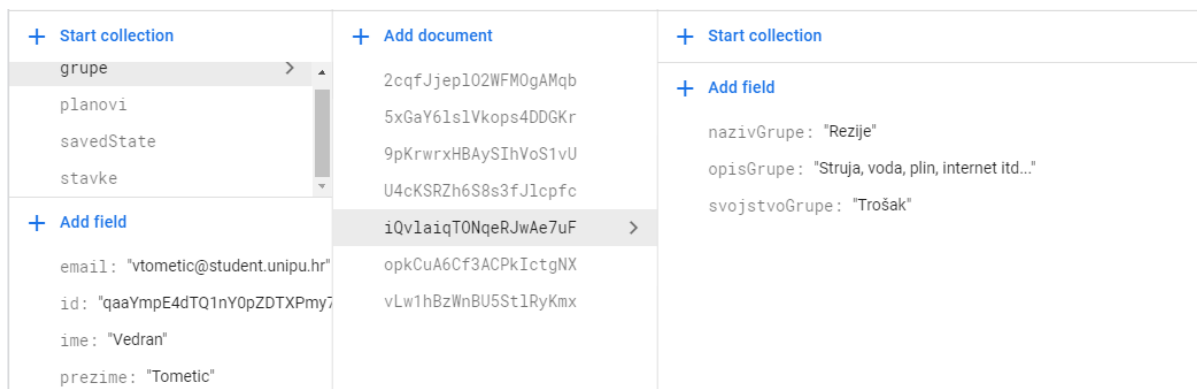 + Start collection
grupe >
planovi
savedState
stavke
+ Add field
email: "vtometic@student.unipu.hr"
id: "qaaYmpE4dTQ1nY0pZDTXPmy7
ime: "Vedran"
prezime: "Tometic"
+ Add document
2cqfJjeplO2WFMOgAMqb
5xGaY6lslVkops4DDGKr
9pKrwrxHBAySIhVoS1vU
U4cKSRZh6S8s3fJlcpfc
iQvlaiqTONqeRJwAe7uF >
opkCuA6Cf3ACPkIctgNX
vLw1hBzWnBU5StlRyKmx
+ Start collection
+ Add field
nazivGrupe: "Rezije"
opisGrupe: "Struja, voda, plin, internet itd..."
svojstvoGrupe: "Trošak"